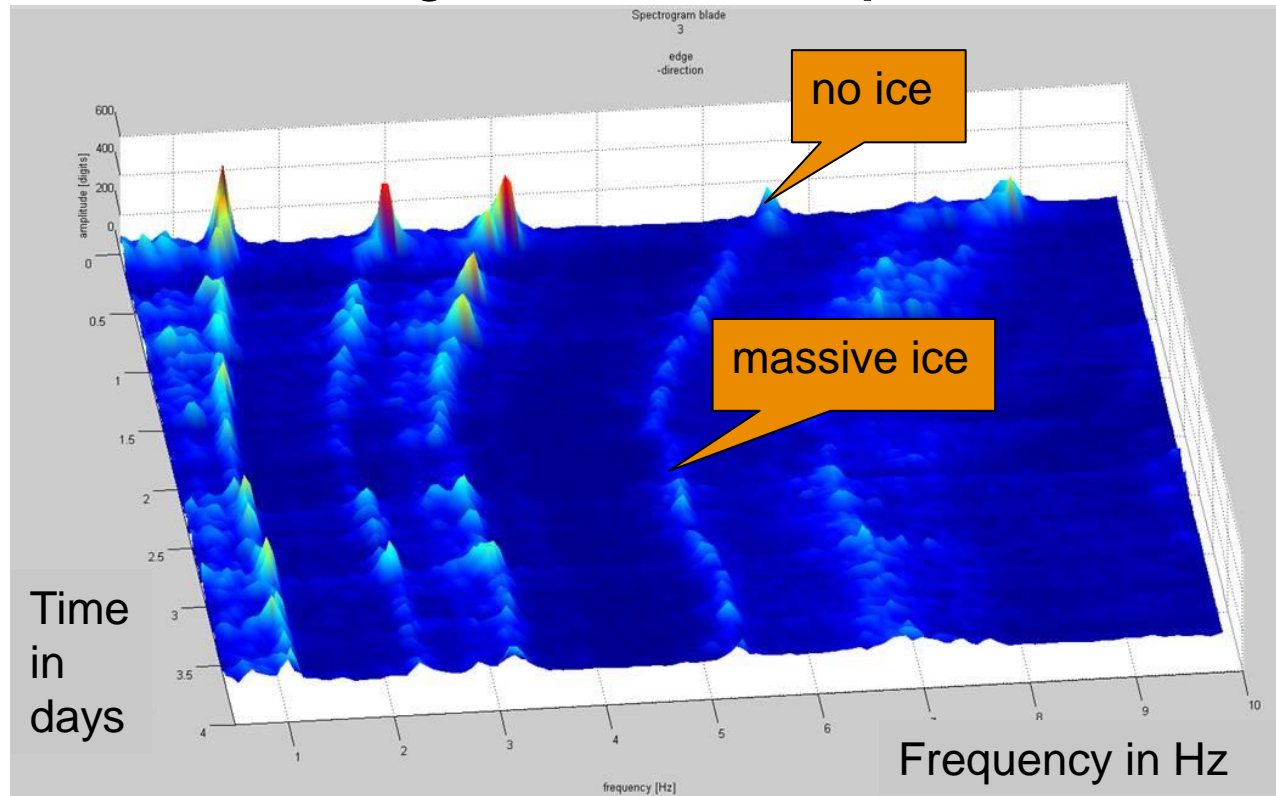 Spectrogram blade
3
edge
-direction
no ice
massive ice
600
400
200
0
amplitude [digits]
0
0.5
1
1.5
2
2.5
3
3.5
4
Time
in
days
1
2
3
4
5
6
8
9
10
Frequency in Hz
frequency [Hz]